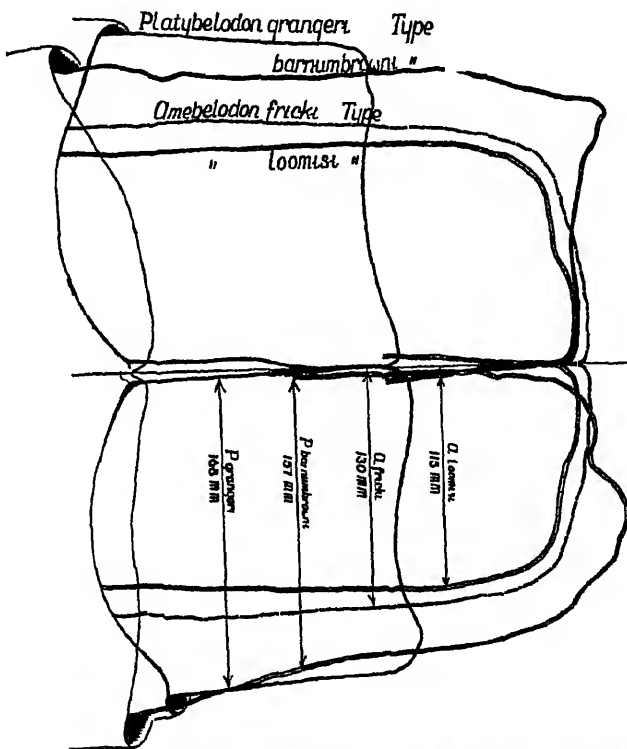 Platybelodon grangeri Type
barnumbrowni "
Amebelodon fricki Type
" loomisi "
P grangeri
168 mm
P barnumbrowni
157 mm
A fricki
130 mm
A loomisi
115 mm